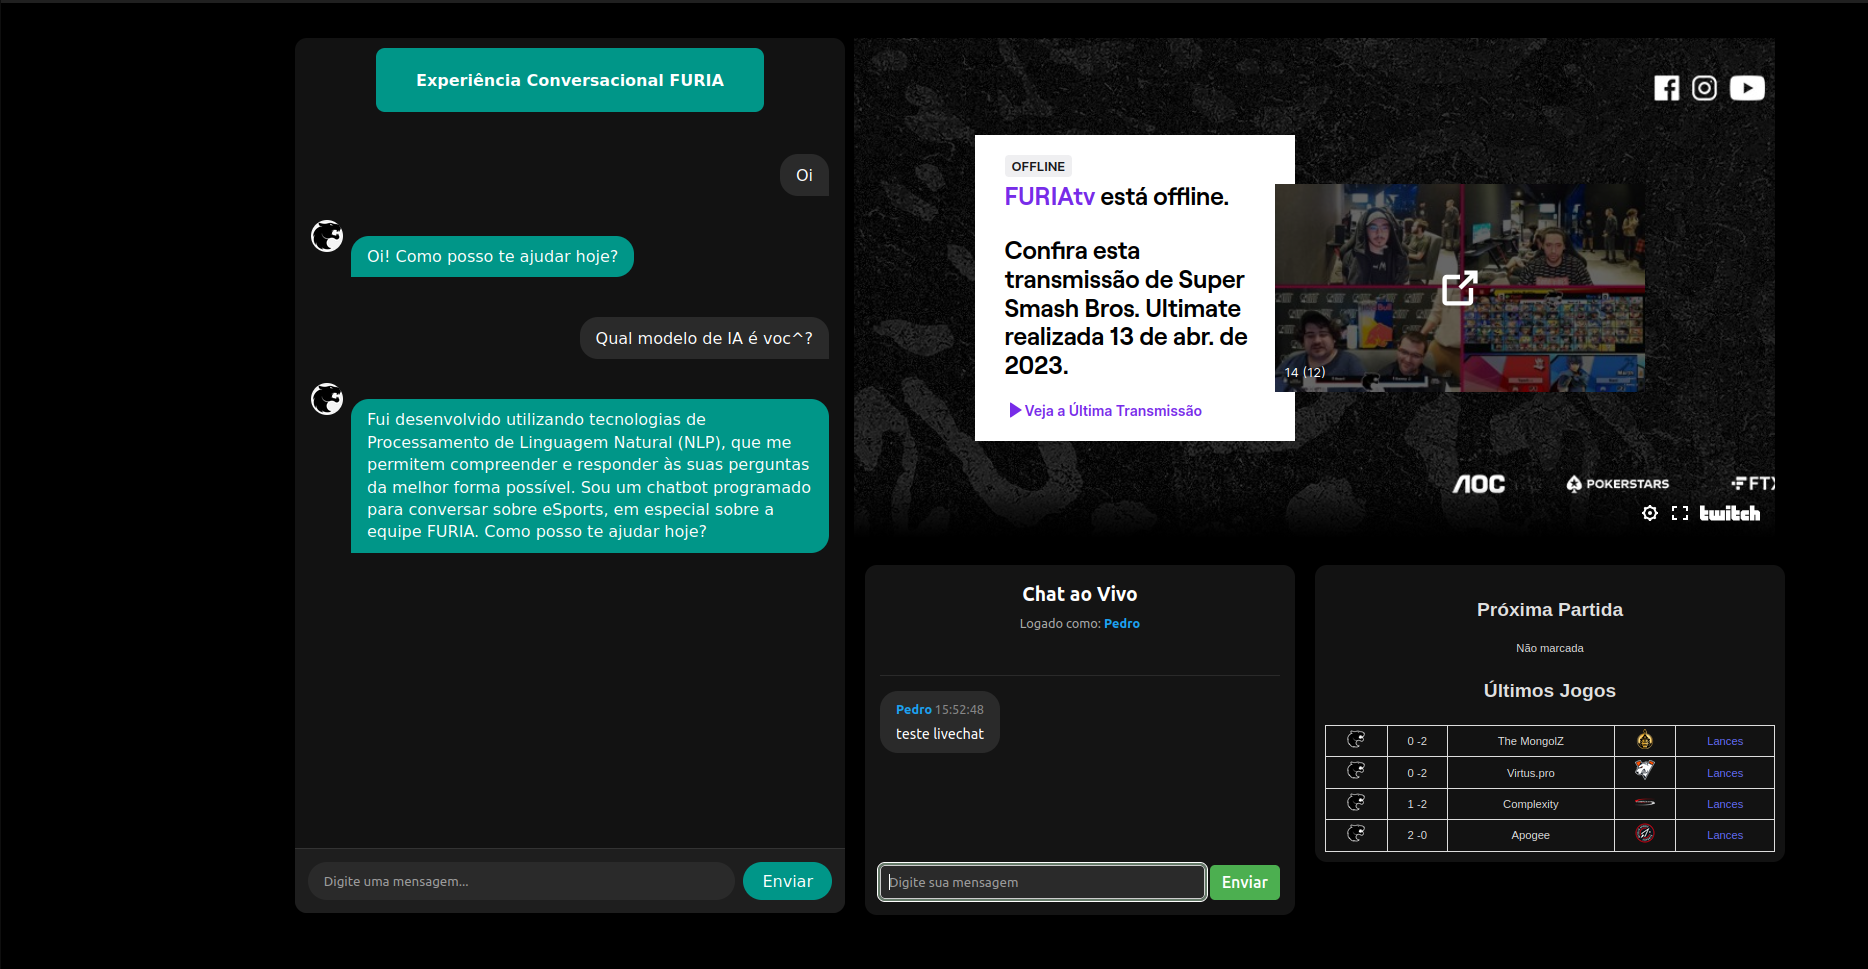 Experiência Conversacional FURIA
Oi
Oi! Como posso te ajudar hoje?
Qual modelo de IA é voc^?
Fui desenvolvido utilizando tecnologias de
Processamento de Linguagem Natural (NLP), que me
permitem compreender e responder às suas perguntas
da melhor forma possível. Sou um chatbot programado
para conversar sobre eSports, em especial sobre a
equipe FURIA. Como posso te ajudar hoje?
Digite uma mensagem...
Enviar
OFFLINE
FURIAtv está offline.
Confira esta
transmissão de Super
Smash Bros. Ultimate
realizada 13 de abr. de
2023.
Veja a Última Transmissão
14 (12)
AOC
POKERSTARS
FTX
twitch
Chat ao Vivo
Logado como: Pedro
Pedro 15:52:48
teste livechat
Digite sua mensagem
Enviar
Próxima Partida
Não marcada
Últimos Jogos
0 -2 The MongolZ Lances
0 -2 Virtus.pro Lances
1 -2 Complexity Lances
2 -0 Apogee Lances